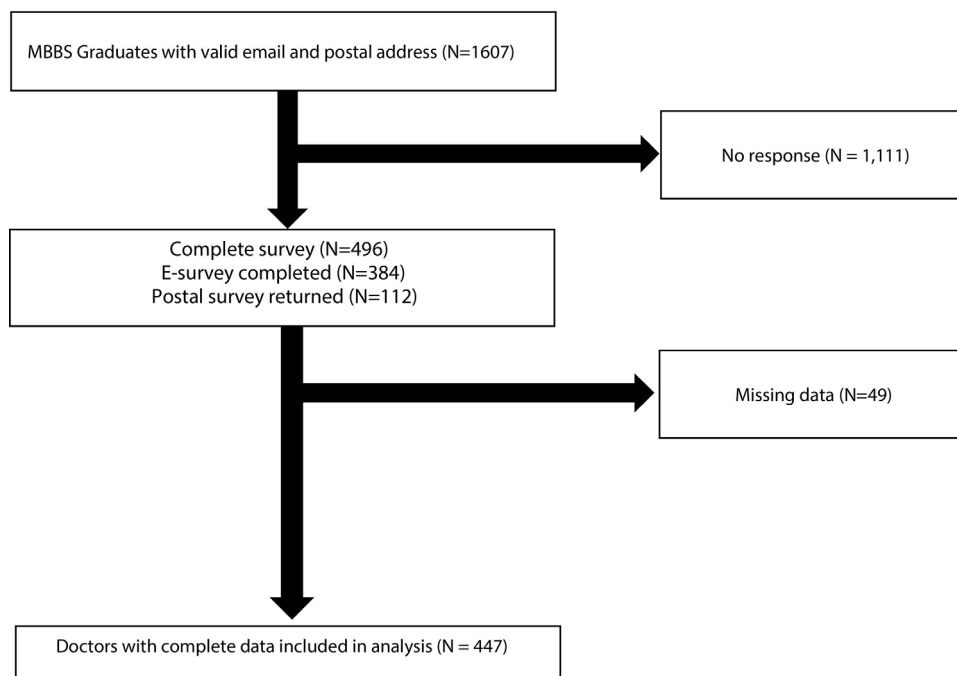 MBBS Graduates with valid email and postal address (N=1607)
No response (N = 1,111)
Complete survey (N=496)
E-survey completed (N=384)
Postal survey returned (N=112)
Missing data (N=49)
Doctors with complete data included in analysis (N = 447)